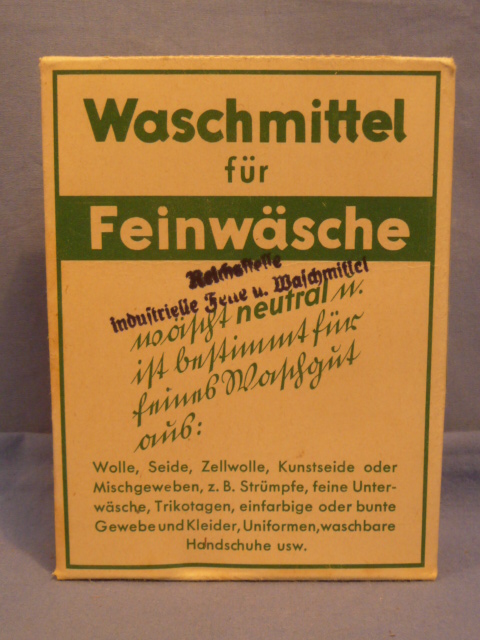 Waschmittel
für
Feinwäsche
Reichsstelle
industrielle Fette u. Waschmittel
wäscht neutral u.
ist bestimmt für
feines Waschgut
aus:
Wolle, Seide, Zellwolle, Kunstseide oder
Mischgeweben, z. B. Strümpfe, feine Unter-
wäsche, Trikotagen, einfarbige oder bunte
Gewebe und Kleider, Uniformen, waschbare
Handschuhe usw.